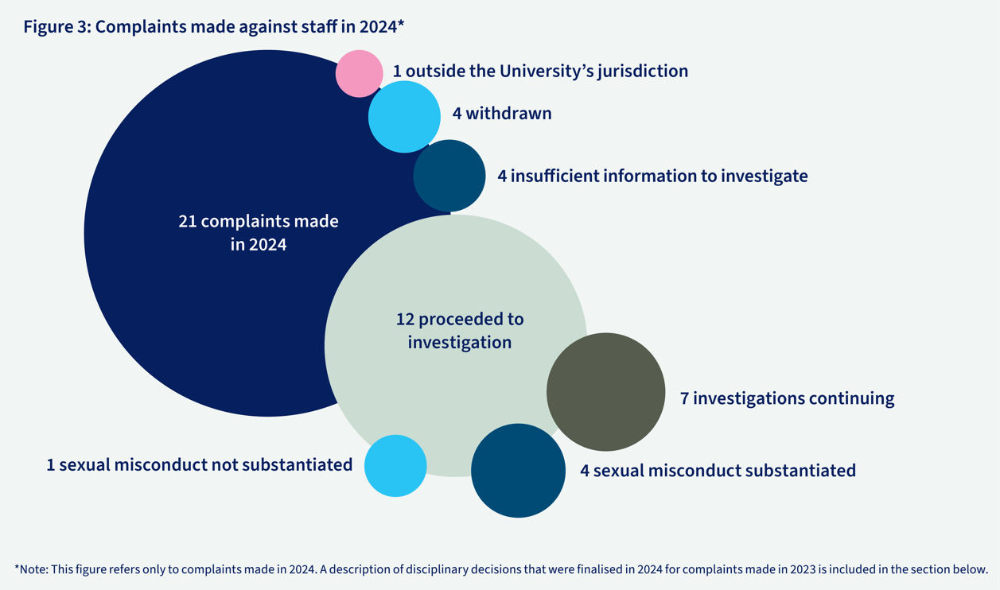 Figure 3: Complaints made against staff in 2024*
1 outside the University’s jurisdiction
4 withdrawn
4 insufficient information to investigate
21 complaints made
in 2024
12 proceeded to
investigation
7 investigations continuing
1 sexual misconduct not substantiated
4 sexual misconduct substantiated
*Note: This figure refers only to complaints made in 2024. A description of disciplinary decisions that were finalised in 2024 for complaints made in 2023 is included in the section below.